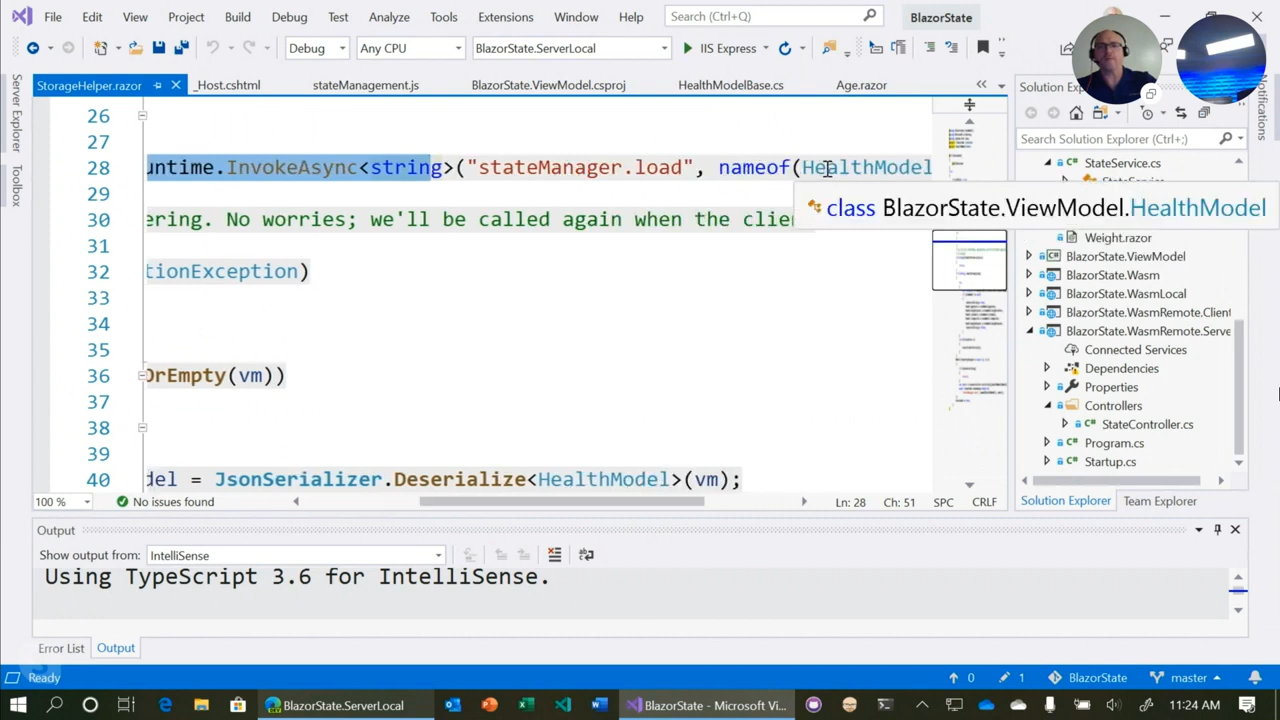 File Edit View Project Build Debug Test Analyze Tools Extensions Window Help Search (Ctrl+Q) BlazorState
Debug Any CPU BlazorState.ServerLocal IIS Express
Server Explorer
Toolbox
StorageHelper.razor _Host.cshtml stateManagement.js BlazorState.ViewModel.csproj HealthModelBase.cs Age.razor
26
27
28 untime.InvokeAsync<string>("stateManager.load", nameof(HealthModel
29
30 ering. No worries; we'll be called again when the clien
31
32 tionException)
33
34
35
36 OrEmpty(vm))
37
38
39
40 del = JsonSerializer.Deserialize<HealthModel>(vm);
class BlazorState.ViewModel.HealthModel
100 % No issues found Ln: 28 Ch: 51 SPC CRLF
Solution Explorer
Search Solution Explorer (Ctrl+;)
StateService.cs
Weight.razor
BlazorState.ViewModel
BlazorState.Wasm
BlazorState.WasmLocal
BlazorState.WasmRemote.Client
BlazorState.WasmRemote.Serve
Connected Services
Dependencies
Properties
Controllers
StateController.cs
Program.cs
Startup.cs
Solution Explorer Team Explorer
Notifications
Output
Show output from: IntelliSense
Using TypeScript 3.6 for IntelliSense.
Error List Output
Ready 0 1 BlazorState master
BlazorState.ServerLocal BlazorState - Microsoft Vi... 11:24 AM